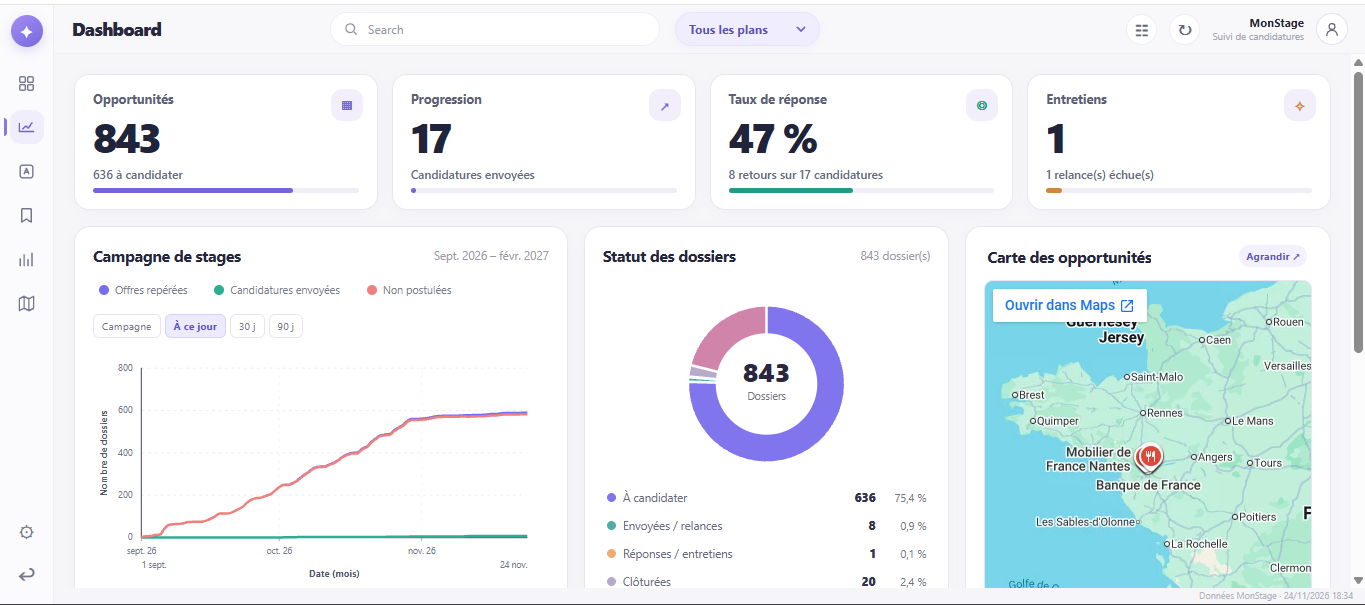 Dashboard
Search
Tous les plans
MonStage
Suivi de candidatures
Opportunités
843
636 à candidater
Progression
17
Candidatures envoyées
Taux de réponse
47 %
8 retours sur 17 candidatures
Entretiens
1
1 relance(s) échue(s)
Campagne de stages
Sept. 2026 – févr. 2027
Offres repérées
Candidatures envoyées
Non postulées
Campagne
À ce jour
30 j
90 j
Nombre de dossiers
800
600
400
200
0
sept. 26
oct. 26
nov. 26
1 sept.
24 nov.
Date (mois)
Statut des dossiers
843 dossier(s)
843
Dossiers
À candidater 636 75,4 %
Envoyées / relances 8 0,9 %
Réponses / entretiens 1 0,1 %
Clôturées 20 2,4 %
Carte des opportunités
Agrandir ↗
Ouvrir dans Maps
Guernesey
Jersey
Rouen
Caen
Versailles
Saint-Malo
Brest
Rennes
Quimper
Le Mans
Mobilier de
France Nantes
Angers
Tours
Banque de France
Les Sables-d'Olonne
Poitiers
La Rochelle
Clermon
Golfe de
Données MonStage · 24/11/2026 18:34